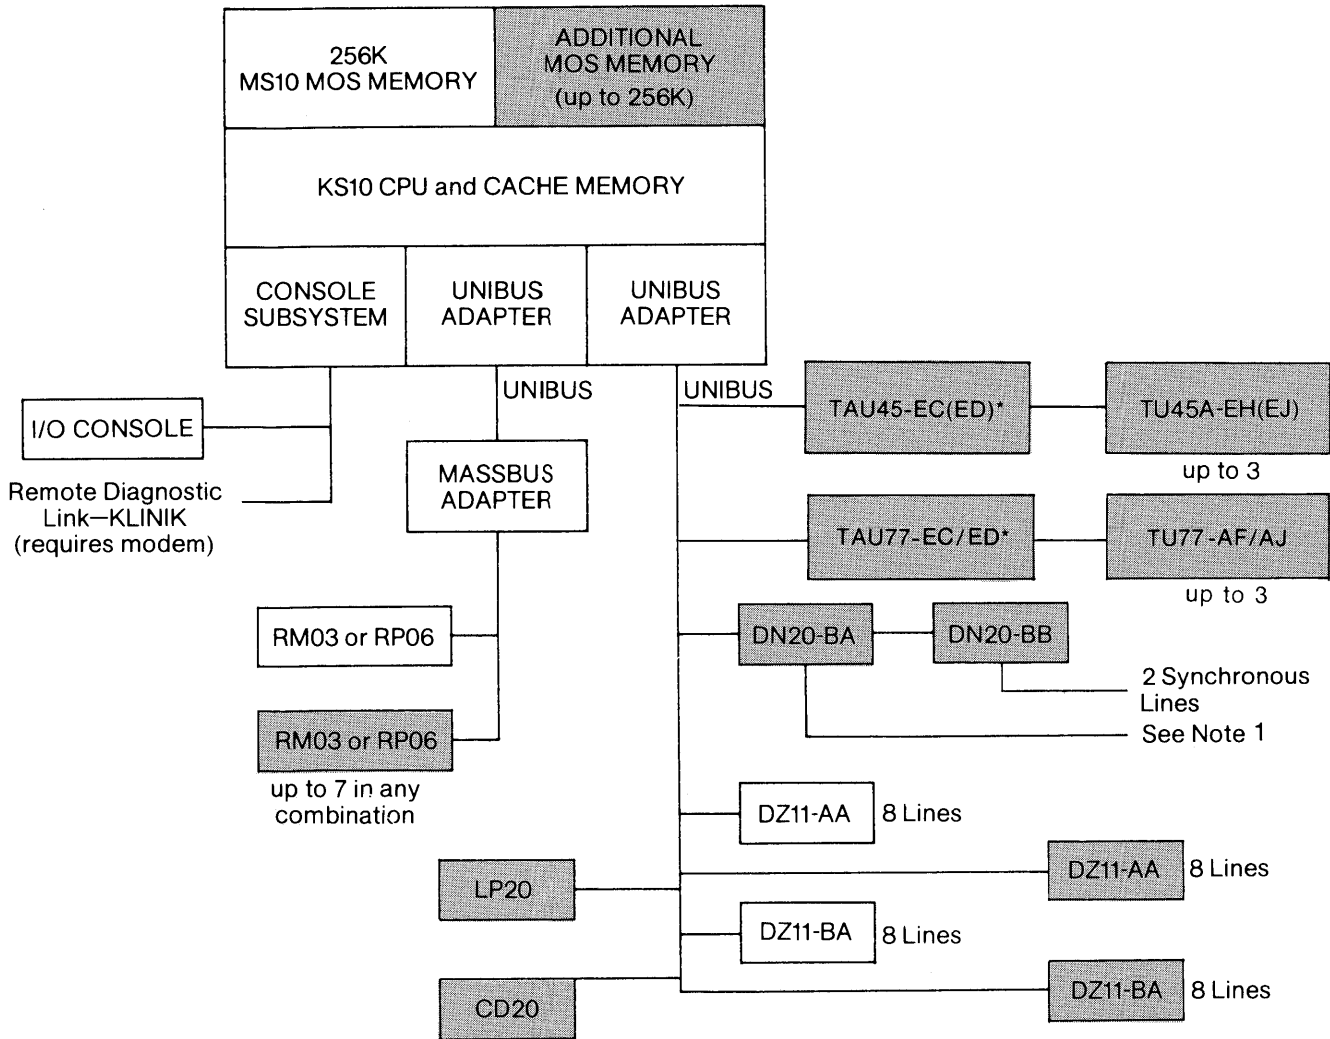 256K
MS10 MOS MEMORY
ADDITIONAL
MOS MEMORY
(up to 256K)
KS10 CPU and CACHE MEMORY
CONSOLE
SUBSYSTEM
UNIBUS
ADAPTER
UNIBUS
ADAPTER
UNIBUS
UNIBUS
I/O CONSOLE
Remote Diagnostic
Link—KLINIK
(requires modem)
MASSBUS
ADAPTER
RM03 or RP06
RM03 or RP06
up to 7 in any
combination
TAU45-EC(ED)*
TU45A-EH(EJ)
up to 3
TAU77-EC/ED*
TU77-AF/AJ
up to 3
DN20-BA
DN20-BB
2 Synchronous
Lines
See Note 1
DZ11-AA
8 Lines
DZ11-AA
8 Lines
LP20
DZ11-BA
8 Lines
CD20
DZ11-BA
8 Lines